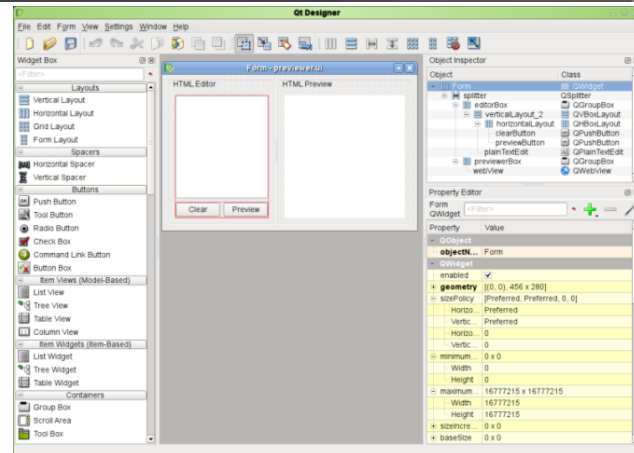 Qt Designer
File Edit Form View Settings Window Help
Widget Box
<Filter>
Layouts
Vertical Layout
Horizontal Layout
Grid Layout
Form Layout
Spacers
Horizontal Spacer
Vertical Spacer
Buttons
Push Button
Tool Button
Radio Button
Check Box
Command Link Button
Button Box
Item Views (Model-Based)
List View
Tree View
Table View
Column View
Item Widgets (Item-Based)
List Widget
Tree Widget
Table Widget
Containers
Group Box
Scroll Area
Tool Box
Form - previewer.ui
HTML Editor HTML Preview
Clear Preview
Object Inspector
Object Class
Form QWidget
splitter QSplitter
editorBox QGroupBox
verticalLayout_2 QVBoxLayout
horizontalLayout QHBoxLayout
clearButton QPushButton
previewButton QPushButton
plainTextEdit QPlainTextEdit
previewerBox QGroupBox
webView QWebView
Property Editor
Form
QWidget
<Filter>
Property Value
QObject
objectN... Form
QWidget
enabled
geometry [(0, 0), 456 x 280]
sizePolicy [Preferred, Preferred, 0, 0]
Horizo... Preferred
Vertic... Preferred
Horizo... 0
Vertic... 0
minimum... 0 x 0
Width 0
Height 0
maximum... 16777215 x 16777215
Width 16777215
Height 16777215
sizeIncre... 0 x 0
baseSize 0 x 0